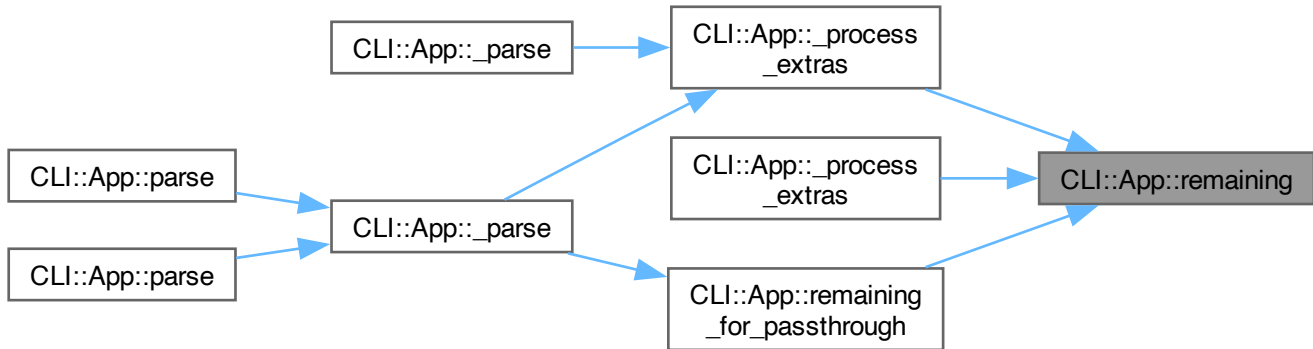 CLI::App::_parse
CLI::App::_process
_extras
CLI::App::parse
CLI::App::_process
_extras
CLI::App::remaining
CLI::App::_parse
CLI::App::parse
CLI::App::remaining
_for_passthrough